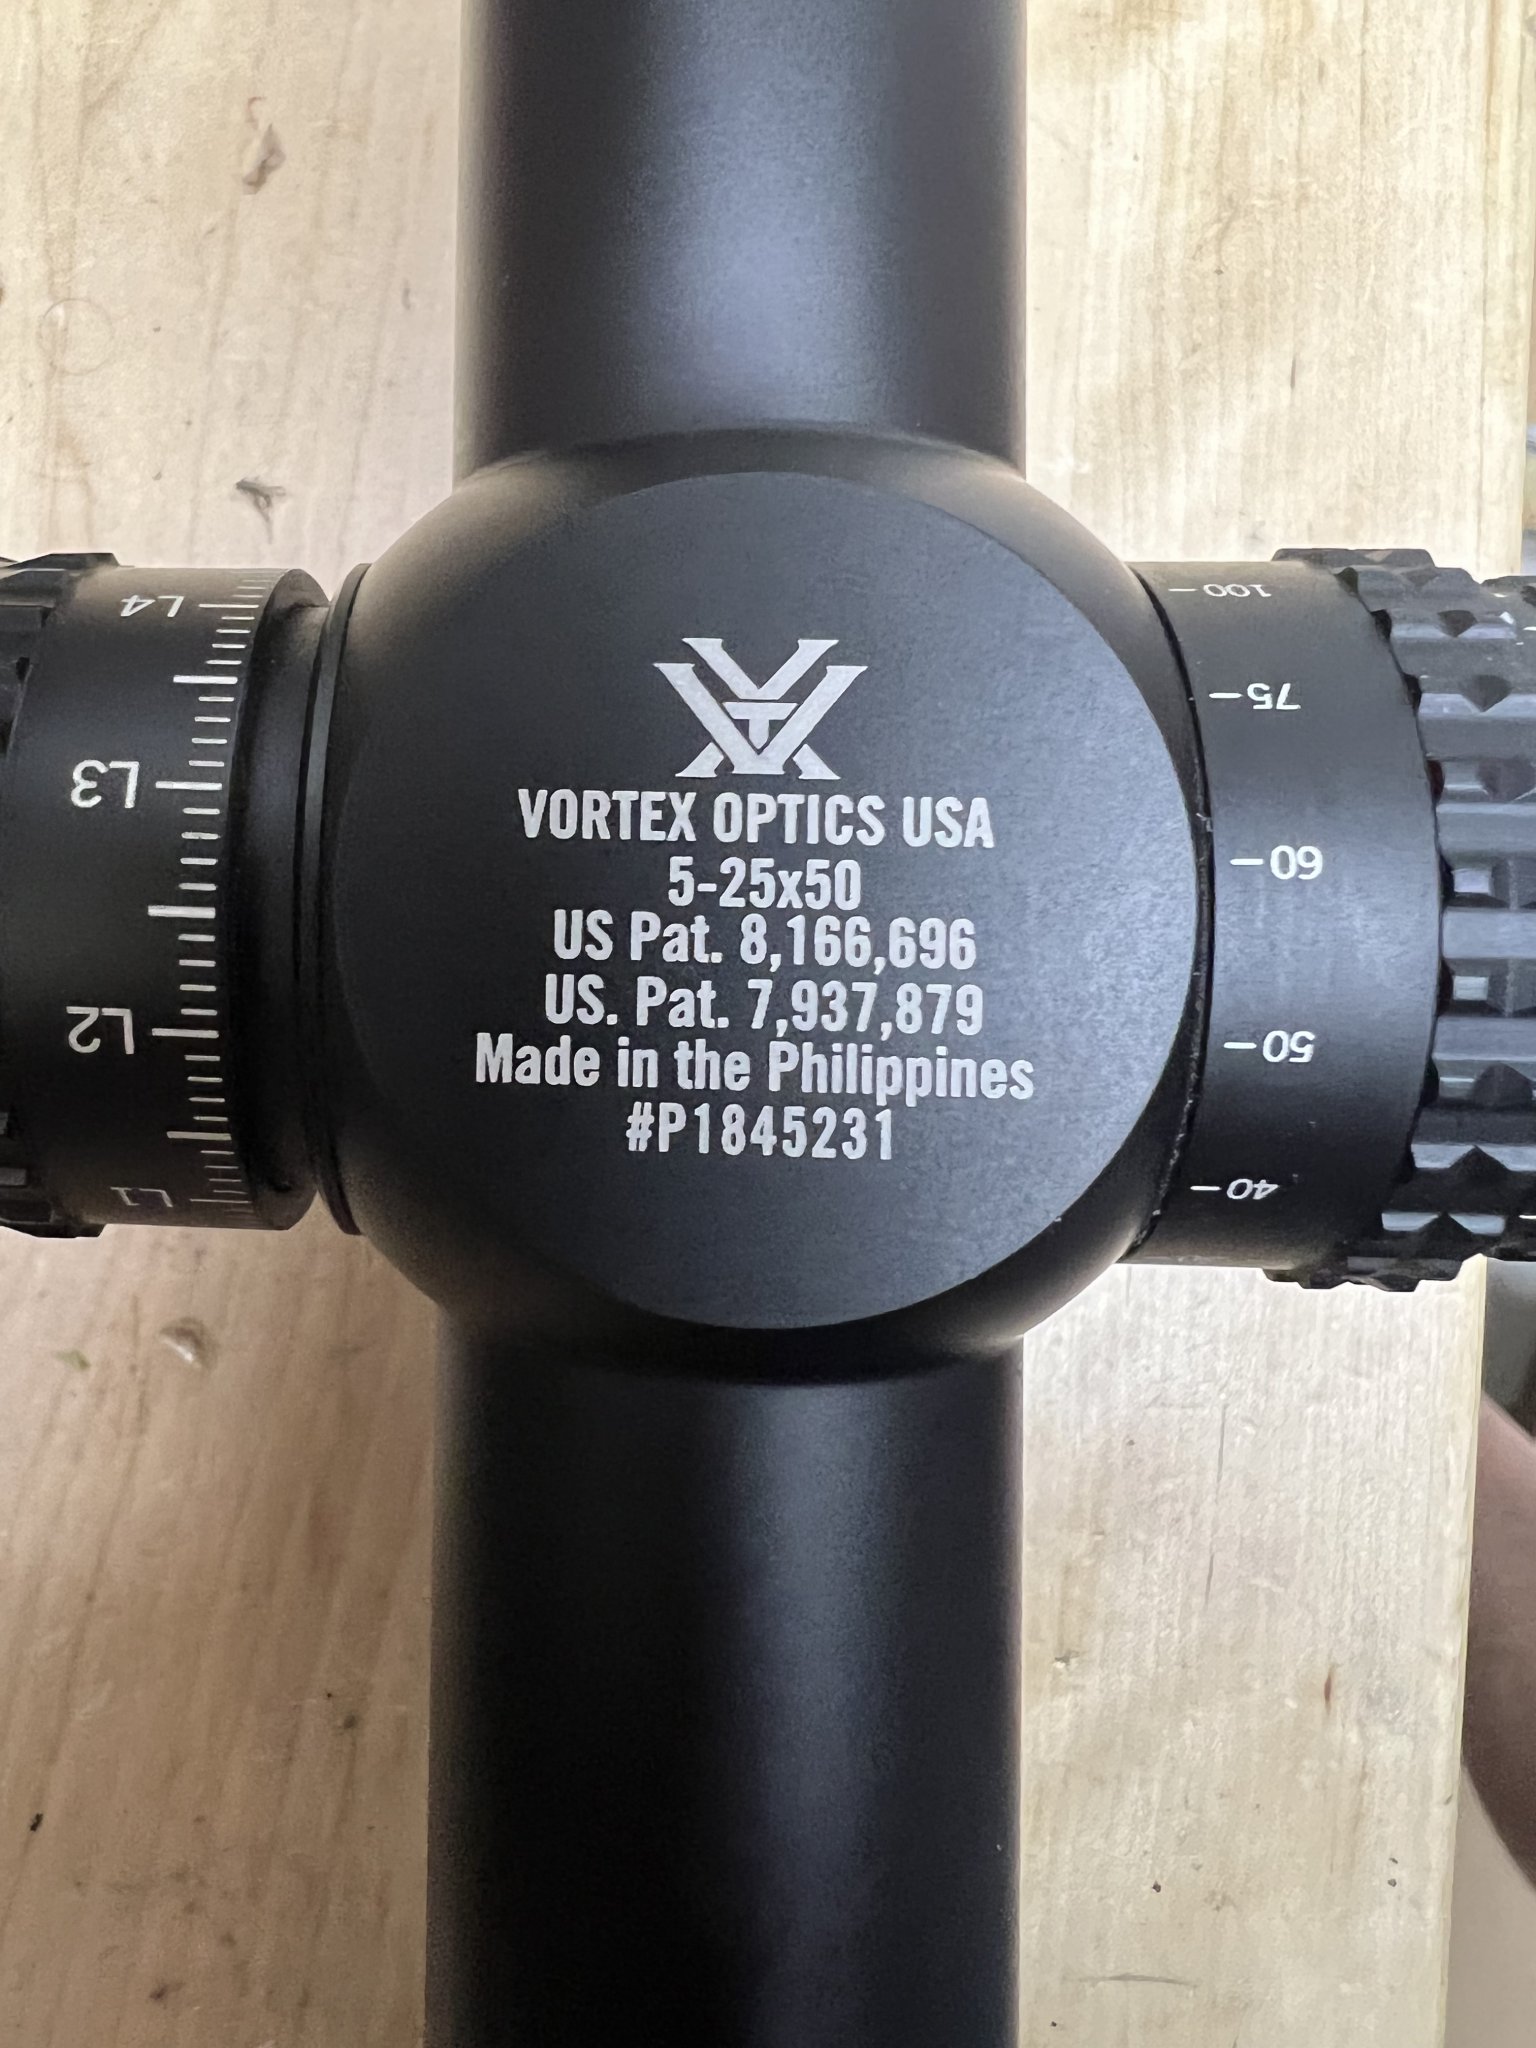 VORTEX OPTICS USA
5-25x50
US Pat. 8,166,696
US. Pat. 7,937,879
Made in the Philippines
#P1845231
L4
L3
L2
L1
100
75
60
50
40